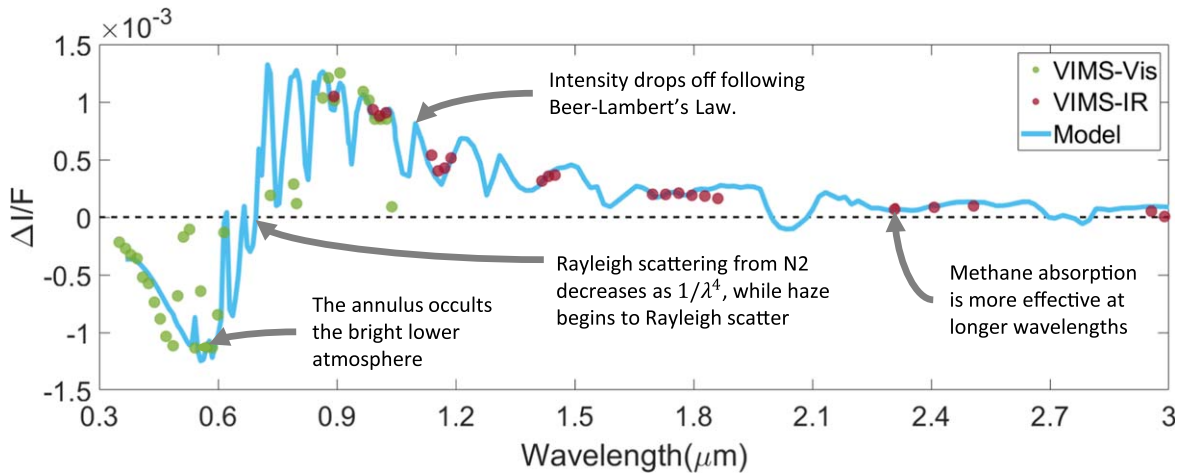 ×10⁻³
1.5
1
0.5
0
-0.5
-1
-1.5
ΔI/F
VIMS-Vis
VIMS-IR
Model
Intensity drops off following
Beer-Lambert's Law.
Rayleigh scattering from N2
decreases as 1/λ⁴, while haze
begins to Rayleigh scatter
The annulus occults
the bright lower
atmosphere
Methane absorption
is more effective at
longer wavelengths
0.3 0.6 0.9 1.2 1.5 1.8 2.1 2.4 2.7 3
Wavelength(μm)